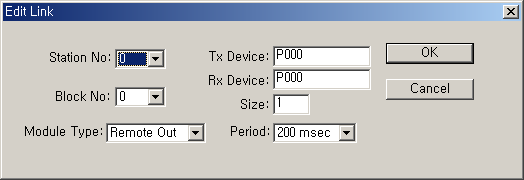 Edit Link
Station No: 0 Tx Device: P000 OK
Rx Device: P000
Block No: 0 Size: 1 Cancel
Module Type: Remote Out Period: 200 msec